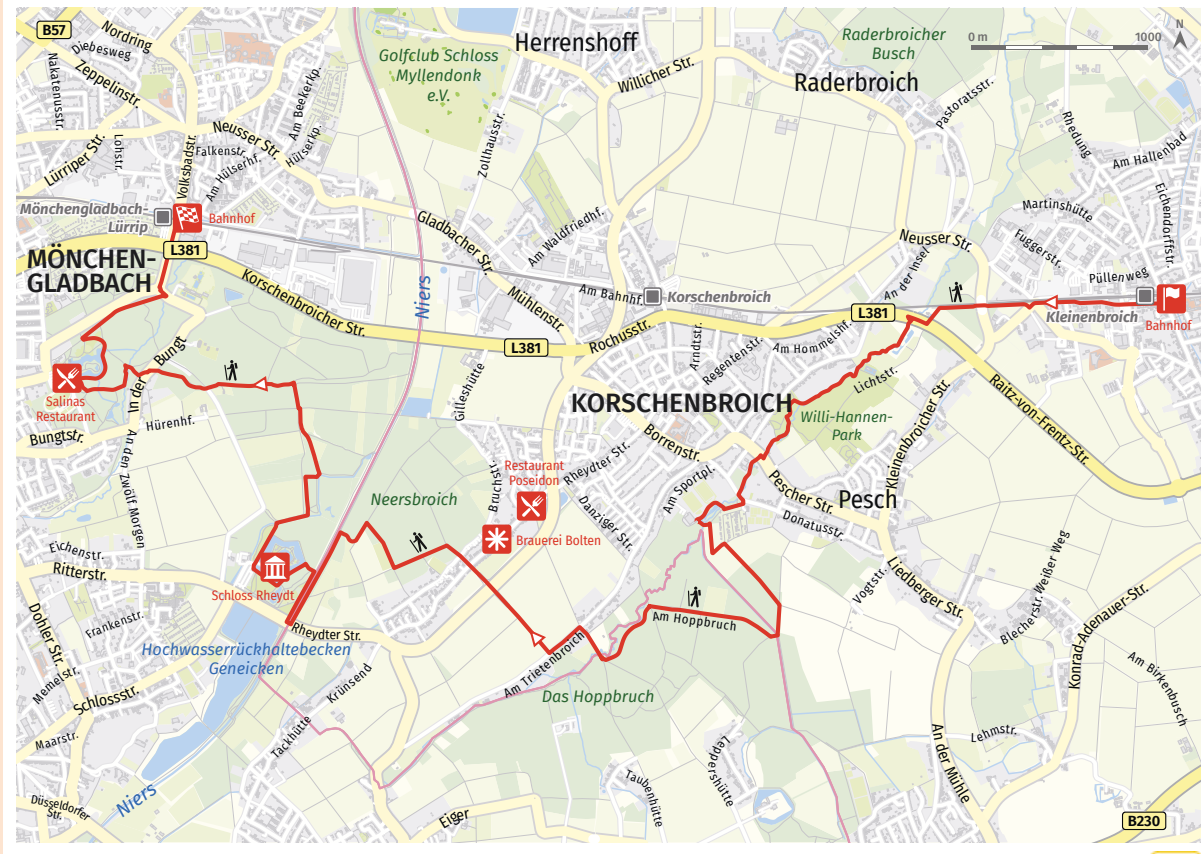 B57
Nordring
Diebesweg
Zeppelinstr.
Nakatenusstr.
Lürriper Str.
Lohstr.
Neusser Str.
Falkenstr.
Am Hülserhf.
Volksbadstr.
Am Beekerkp.
Hülserkp.
Golfclub Schloss
Myllendonk
e.V.
Herrenshoff
Willicher Str.
Zollhausstr.
Raderbroicher
Busch
Raderbroich
0 m
1000
N
Pastoratsstr.
Rhedung
Am Hallenbad
Eichendorffstr.
Martinshütte
Fuggerstr.
Püllenweg
Neusser Str.
An der Insel
Mönchengladbach-
Lürrip
Bahnhof
MÖNCHEN-
GLADBACH
L381
Korschenbroicher Str.
Niers
Gladbacher Str.
Mühlenstr.
Am Waldfriedhf.
Am Bahnhf.
Korschenbroich
Rochusstr.
L381
L381
Kleinenbroich
Bahnhof
Arndtstr.
Regentenstr.
Am Hommelshf.
Lichtstr.
Raitz-von-Frentz-Str.
Bungt
In der
Salinas
Restaurant
Bungtstr.
Hürenhf.
An den Zwölf Morgen
Gilleshütte
KORSCHENBROICH
Willi-Hannen-
Park
Kleinenbroicher Str.
Borrenstr.
Rheydter Str.
Am Sportpl.
Pescher Str.
Pesch
Donatusstr.
Restaurant
Poseidon
Bruchstr.
Danziger Str.
Brauerei Bolten
Neersbroich
Eichenstr.
Ritterstr.
Schloss Rheydt
Frankenstr.
Dohler Str.
Memelstr.
Schlossstr.
Maarstr.
Düsseldorfer
Str.
Rheydter Str.
Hochwasserrückhaltebecken
Geneicken
Krünsend
Tackhütte
Niers
Am Trietenbroich
Am Hoppbruch
Das Hoppbruch
Vogtstr.
Liedberger Str.
Weißer Weg
Blecherstr.
Konrad-Adenauer-Str.
Am Birkenbusch
Lehmstr.
An der Mühle
Leppershütte
Taubenhütte
Eiger
B230